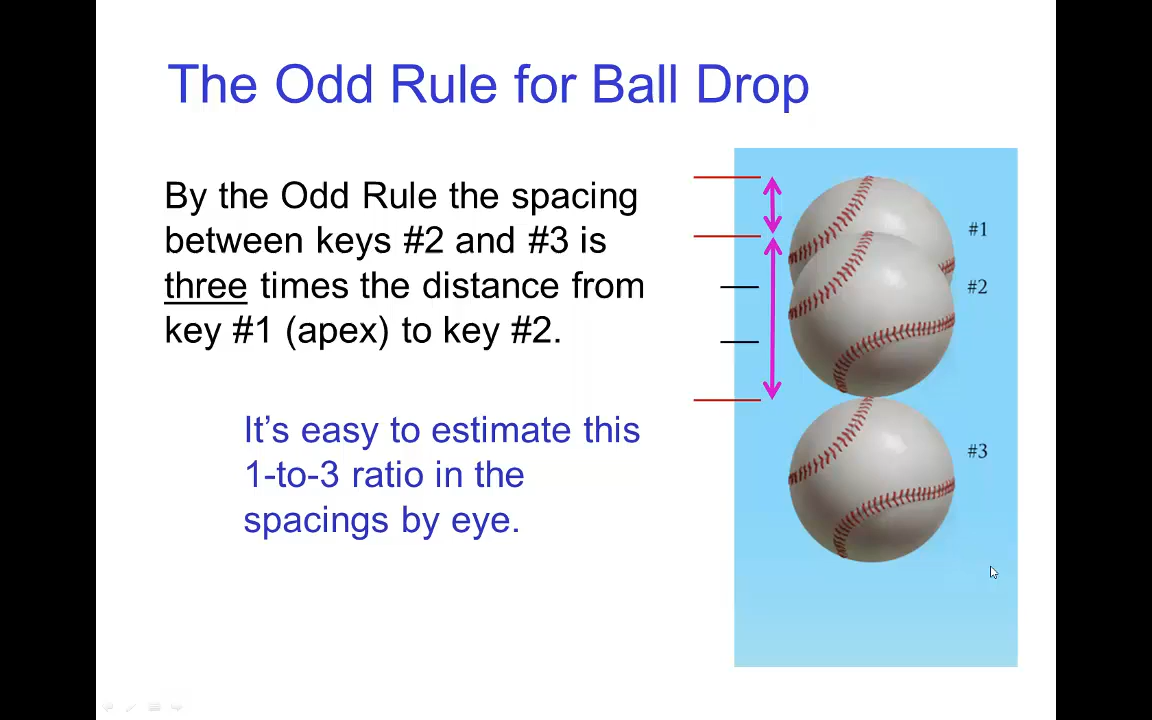 The Odd Rule for Ball Drop
By the Odd Rule the spacing
between keys #2 and #3 is
three times the distance from
key #1 (apex) to key #2.
It’s easy to estimate this
1-to-3 ratio in the
spacings by eye.
#1
#2
#3